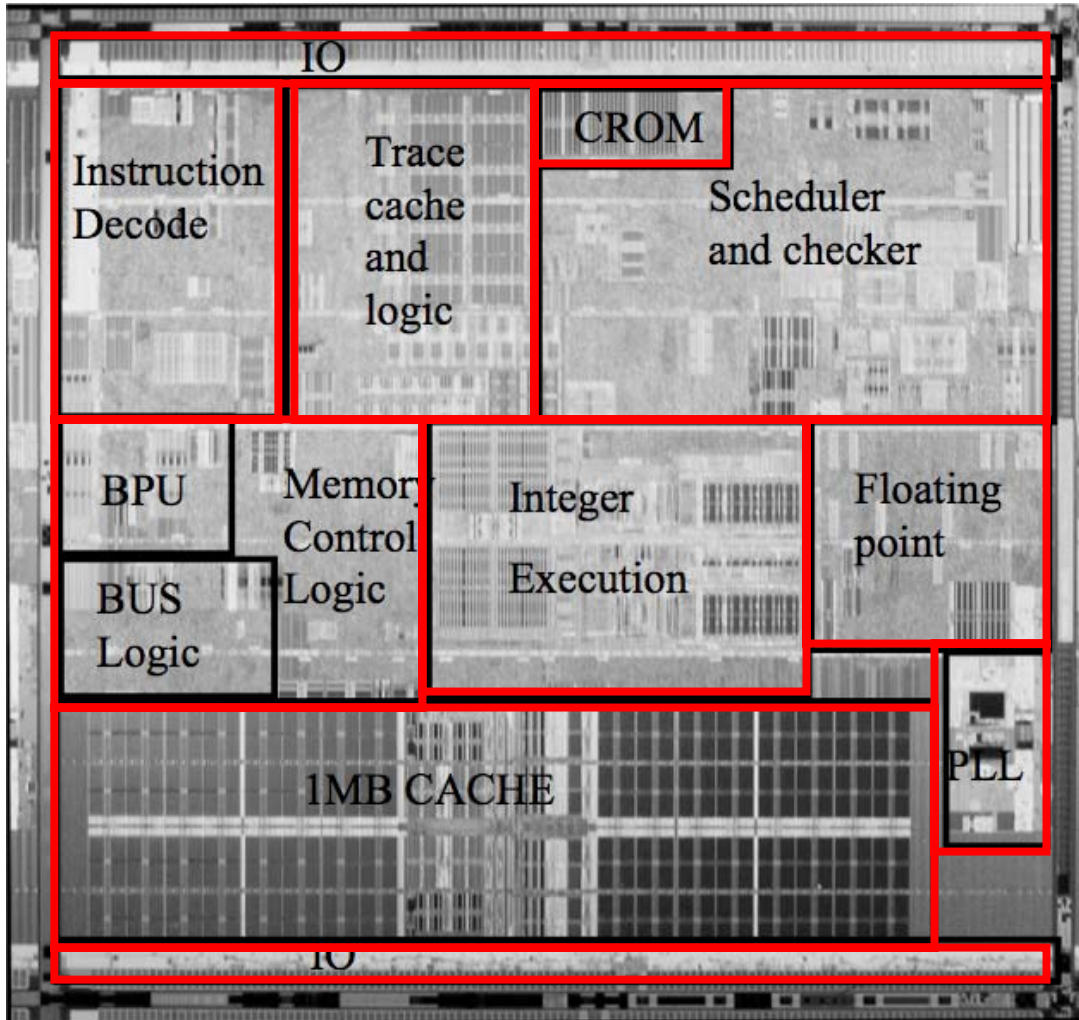 IO
Instruction
Decode
Trace
cache
and
logic
CROM
Scheduler
and checker
BPU
BUS
Logic
Memory
Control
Logic
Integer
Execution
Floating
point
PLL
1MB CACHE
IO